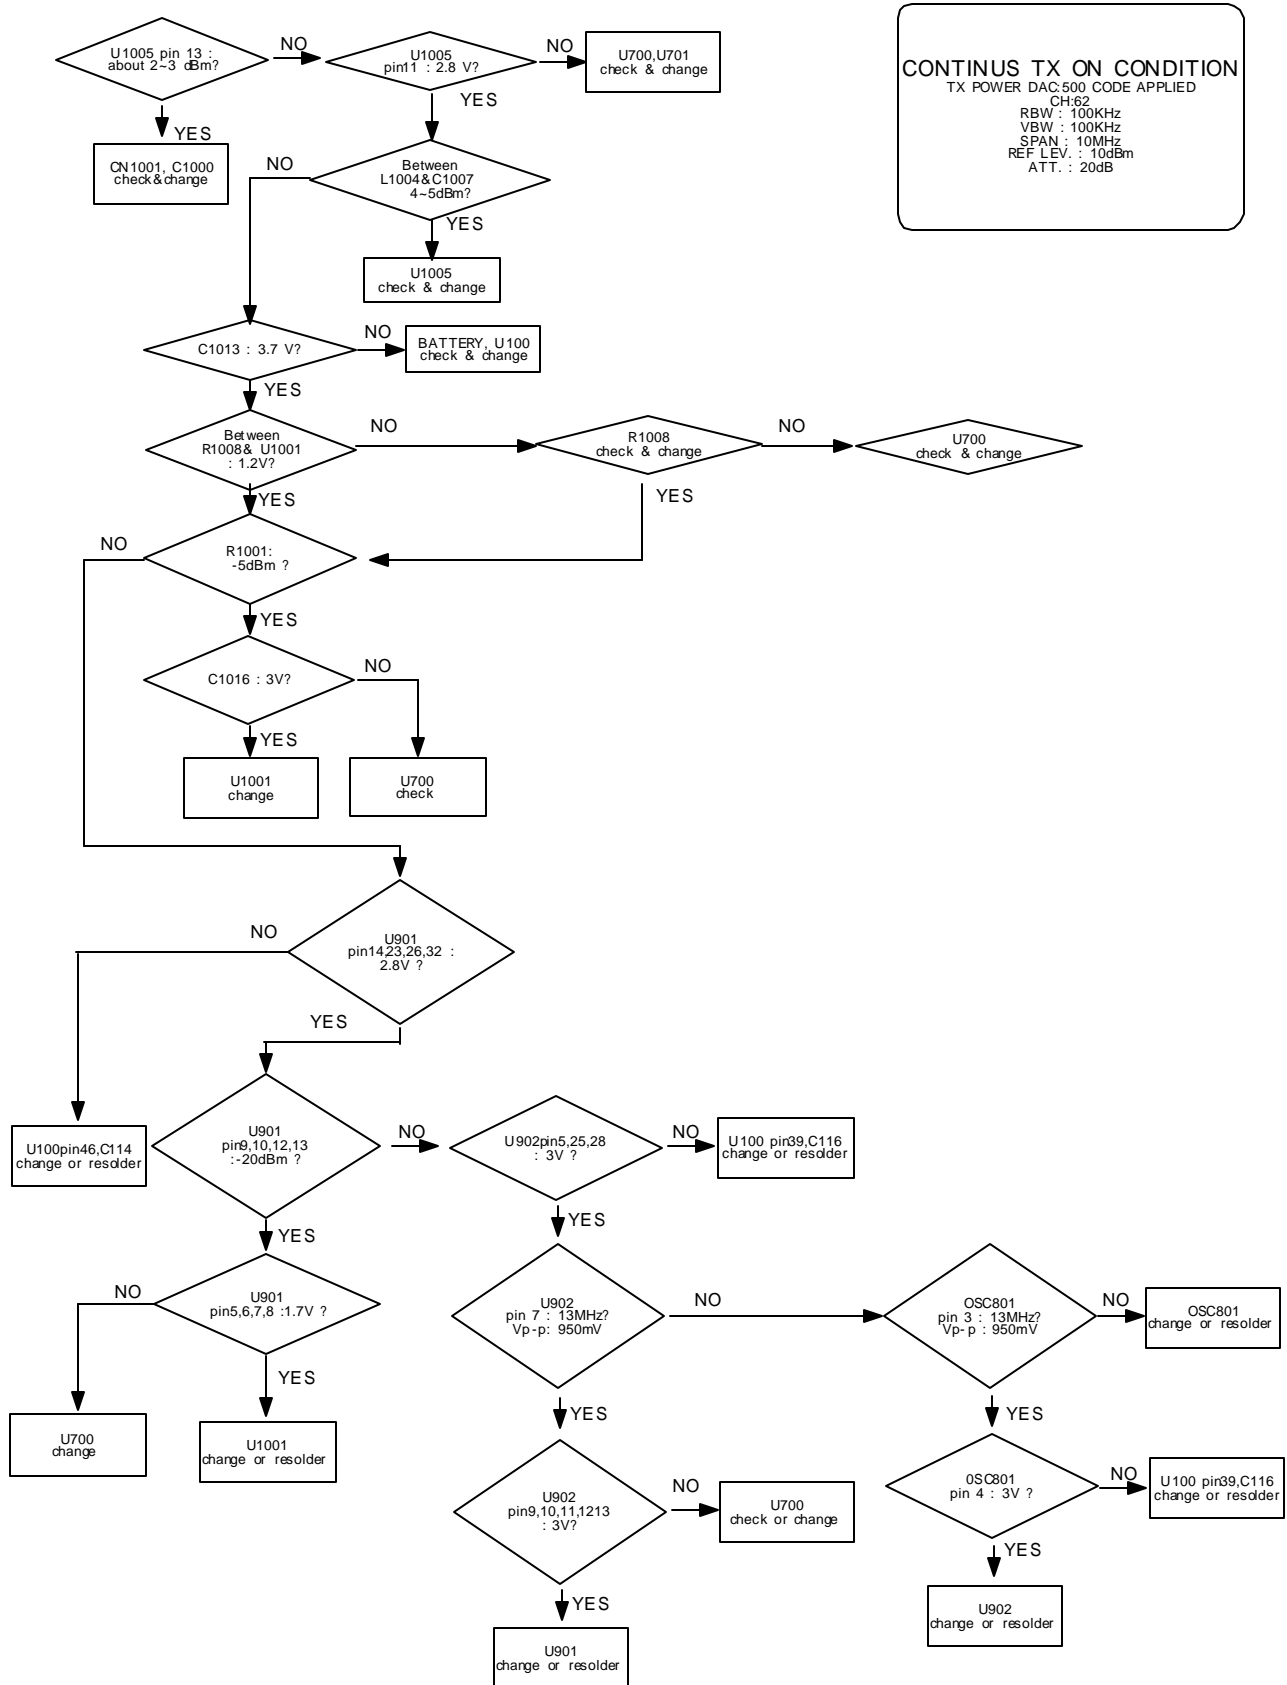 U1005 pin 13 :
about 2~3 dBm?
NO
U1005
pin11 : 2.8 V?
NO
U700,U701
check & change
CONTINUS TX ON CONDITION
TX POWER DAC:500 CODE APPLIED
CH:62
RBW : 100KHz
VBW : 100KHz
SPAN : 10MHz
REF LEV. : 10dBm
ATT. : 20dB
YES
YES
CN1001, C1000
check&change
NO
Between
L1004&C1007
4~5dBm?
YES
U1005
check & change
C1013 : 3.7 V?
NO
BATTERY, U100
check & change
YES
Between
R1008& U1001
: 1.2V?
NO
R1008
check & change
NO
U700
check & change
YES
YES
NO
R1001:
-5dBm ?
YES
C1016 : 3V?
NO
YES
U1001
change
U700
check
NO
U901
pin14,23,26,32 :
2.8V ?
YES
U100pin46,C114
change or resolder
U901
pin9,10,12,13
:-20dBm ?
NO
U902pin5,25,28
: 3V ?
NO
U100 pin39,C116
change or resolder
YES
YES
NO
U901
pin5,6,7,8 :1.7V ?
U902
pin 7 : 13MHz?
Vp-p: 950mV
NO
OSC801
pin 3 : 13MHz?
Vp-p : 950mV
NO
OSC801
change or resolder
YES
YES
YES
U700
change
U1001
change or resolder
U902
pin9,10,11,1213
: 3V?
NO
U700
check or change
0SC801
pin 4 : 3V ?
NO
U100 pin39,C116
change or resolder
YES
YES
U901
change or resolder
U902
change or resolder